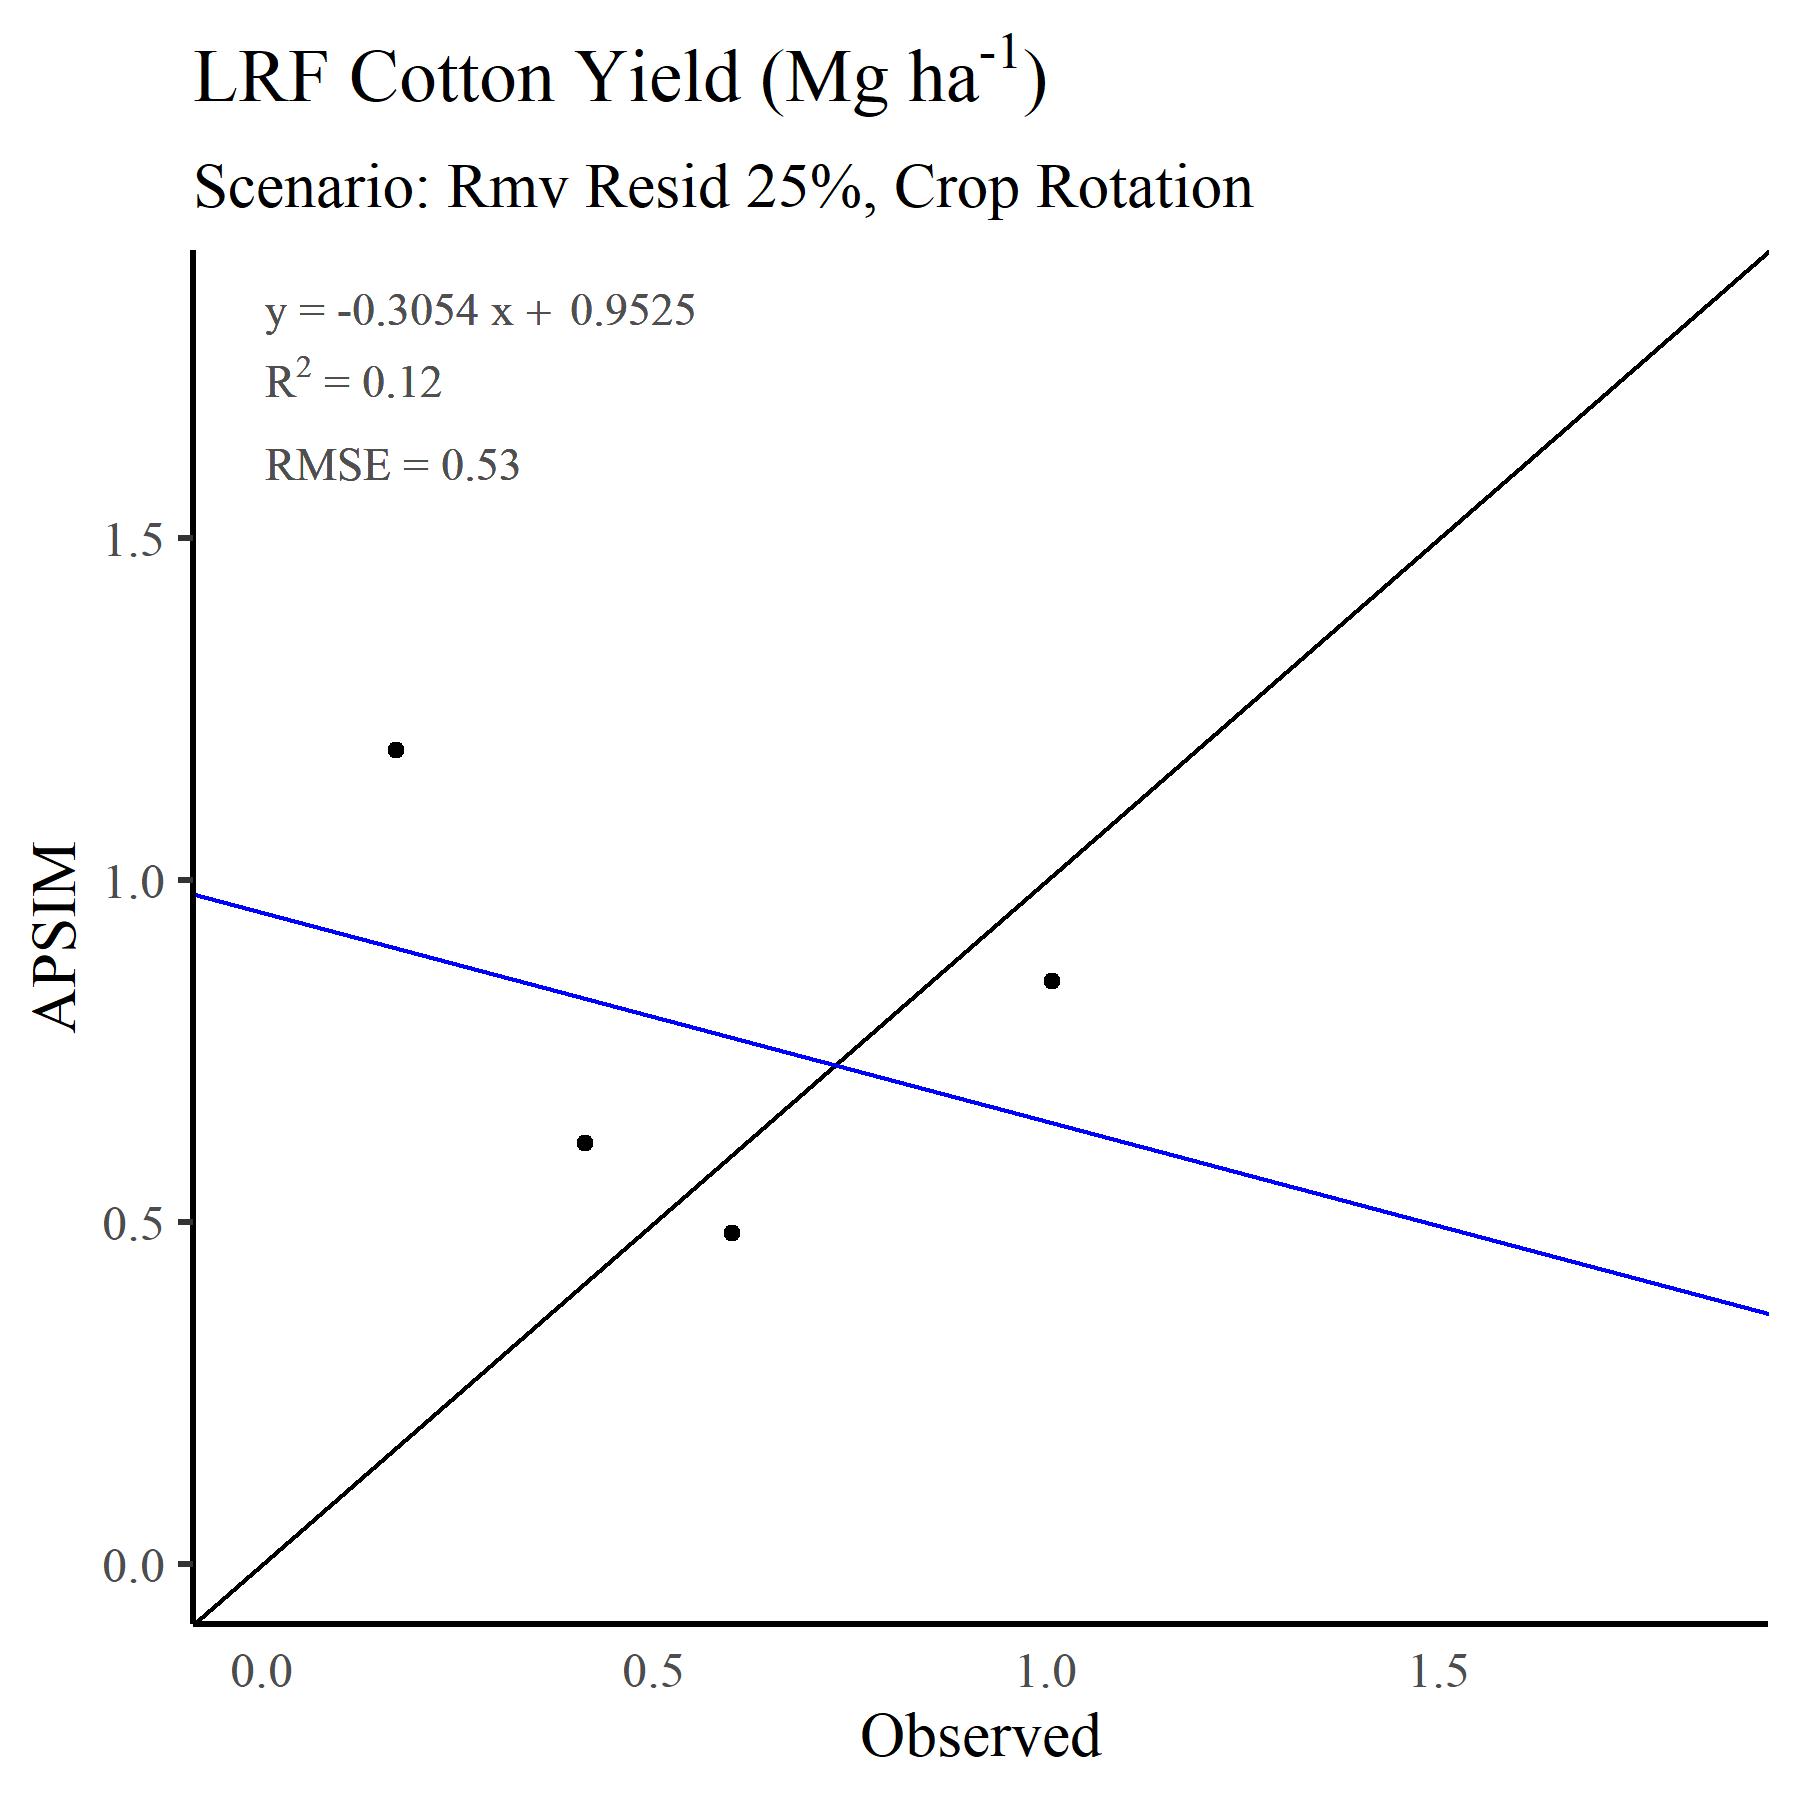 LRF Cotton Yield (Mg ha⁻¹)
Scenario: Rmv Resid 25%, Crop Rotation
y = -0.3054 x + 0.9525
R² = 0.12
RMSE = 0.53
1.5
1.0
0.5
0.0
APSIM
0.0 0.5 1.0 1.5
Observed